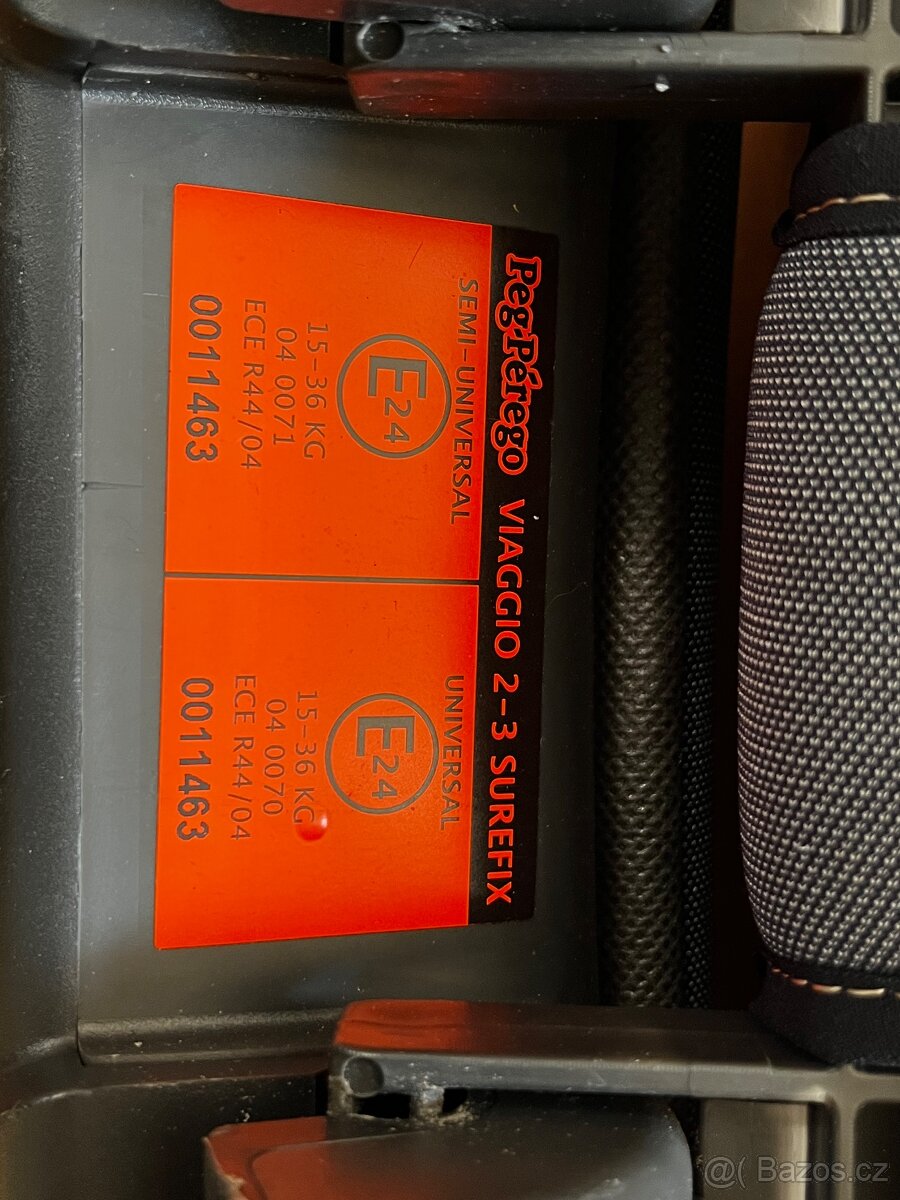 Peg-Pérego VIAGGIO 2-3 SUREFIX
SEMI-UNIVERSAL
E24
15-36 KG
04 0071
ECE R44/04
0011463
UNIVERSAL
E24
15-36 KG
04 0070
ECE R44/04
0011463
@( Bazos.cz